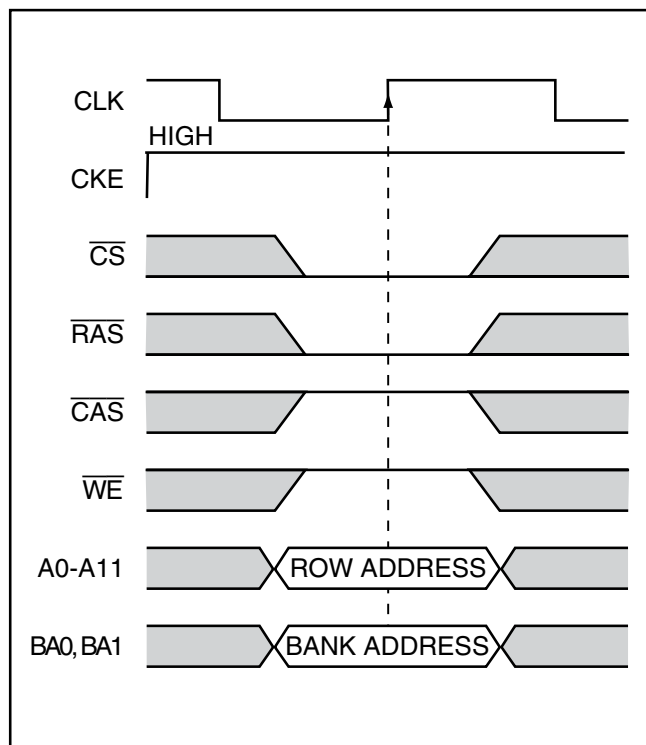 CLK
HIGH
CKE
CS
RAS
CAS
WE
A0-A11
ROW ADDRESS
BA0, BA1
BANK ADDRESS